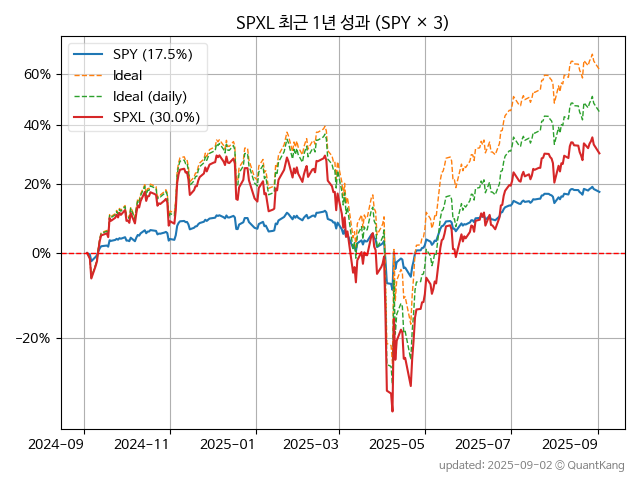 SPXL 최근 1년 성과 (SPY × 3)
SPY (17.5%)
Ideal
Ideal (daily)
SPXL (30.0%)
60%
40%
20%
0%
−20%
2024−09
2024−11
2025−01
2025−03
2025−05
2025−07
2025−09
updated: 2025-09-02 © QuantKang